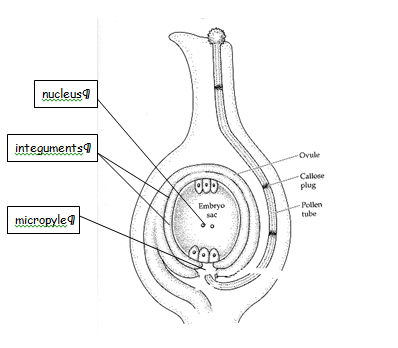 nucleus¶
integuments¶
micropyle¶
Ovule
Callose
plug
Pollen
tube
Embryo
sac